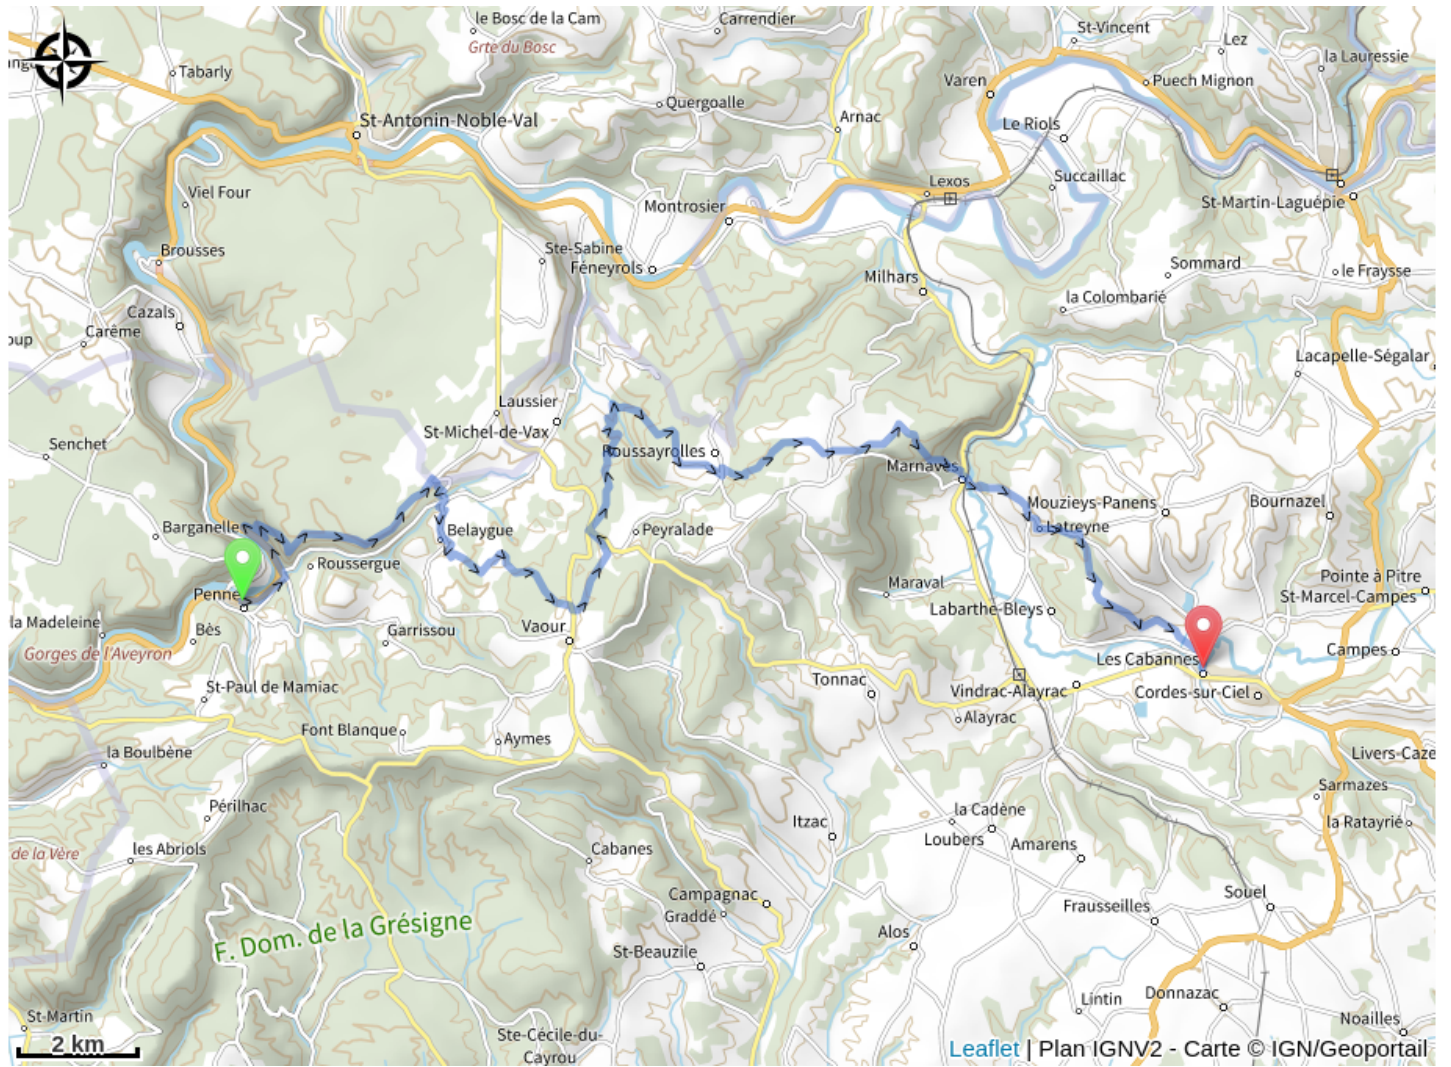 le Bosc de la Cam
Carrendier
St-Vincent
Grte du Bosc
Lez
la Lauressie
Tabarly
Varen
Puech Mignon
Quergoalle
St-Antonin-Noble-Val
Arnac
Le Riols
Viel Four
Lexos
Succaillac
Montrosier
St-Martin-Laguépie
Brousses
Ste-Sabine
Féneyrols
Sommard
le Fraysse
Milhars
la Colombarié
Cazals
Carême
oup
Lacapelle-Ségalar
Laussier
St-Michel-de-Vax
Senchet
Roussayrolles
Marnaves
Mouzieys-Panens
Bournazel
Barganelle
Belaygue
Peyralade
Latreyne
Roussergue
Penne
Maraval
Pointe à Pitre
St-Marcel-Campes
Labarthe-Bleys
la Madeleine
Bès
Garrissou
Vaour
Gorges de l'Aveyron
Les Cabannes
Campes
St-Paul de Mamiac
Tonnac
Vindrac-Alayrac
Cordes-sur-Ciel
Alayrac
Font Blanque
Aymes
la Boulbène
Livers-Caze
Sarmazes
Périlhac
la Cadène
Itzac
la Ratayrié
Loubers
Amarens
de la Vère
les Abriols
Cabanes
Campagnac
Souel
Graddé
Frausseilles
F. Dom. de la Grésigne
Alos
St-Beauzile
Lintin
Donnazac
St-Martin
Noailles
Ste-Cécile-du-
Cayrou
2 km
Leaflet | Plan IGNV2 - Carte © IGN/Geoportail